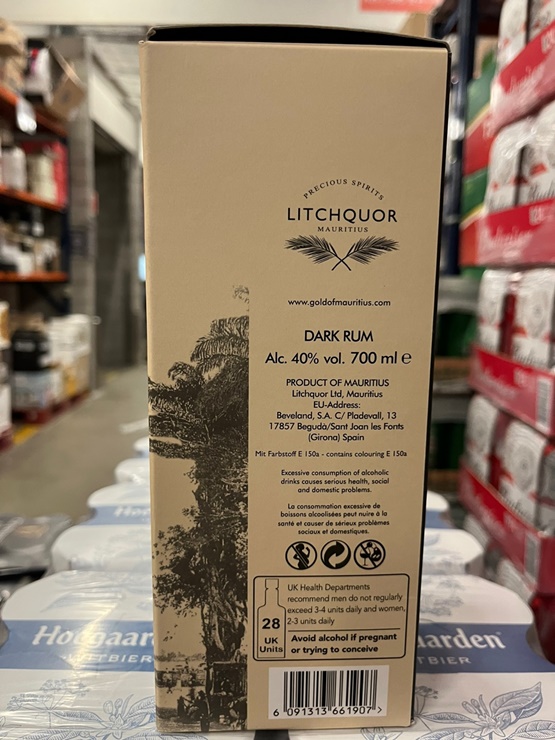 PRECIOUS SPIRITS
LITCHQUOR
MAURITIUS
www.goldofmauritius.com
DARK RUM
Alc. 40% vol. 700 ml e
PRODUCT OF MAURITIUS
Litchquor Ltd, Mauritius
EU-Address:
Beveland, S.A. C/ Pladevall, 13
17857 Begudà/Sant Joan les Fonts
(Girona) Spain
Mit Farbstoff E 150a - contains colouring E 150a
Excessive consumption of alcoholic
drinks causes serious health, social
and domestic problems.
La consommation excessive de
boissons alcoolisées peut nuire à la
santé et causer de sérieux problèmes
sociaux et domestiques.
28
UK
Units
UK Health Departments
recommend men do not regularly
exceed 3-4 units daily and women,
2-3 units daily
Avoid alcohol if pregnant
or trying to conceive
6 091313 661907 >
Hoegaarden
WITBIER